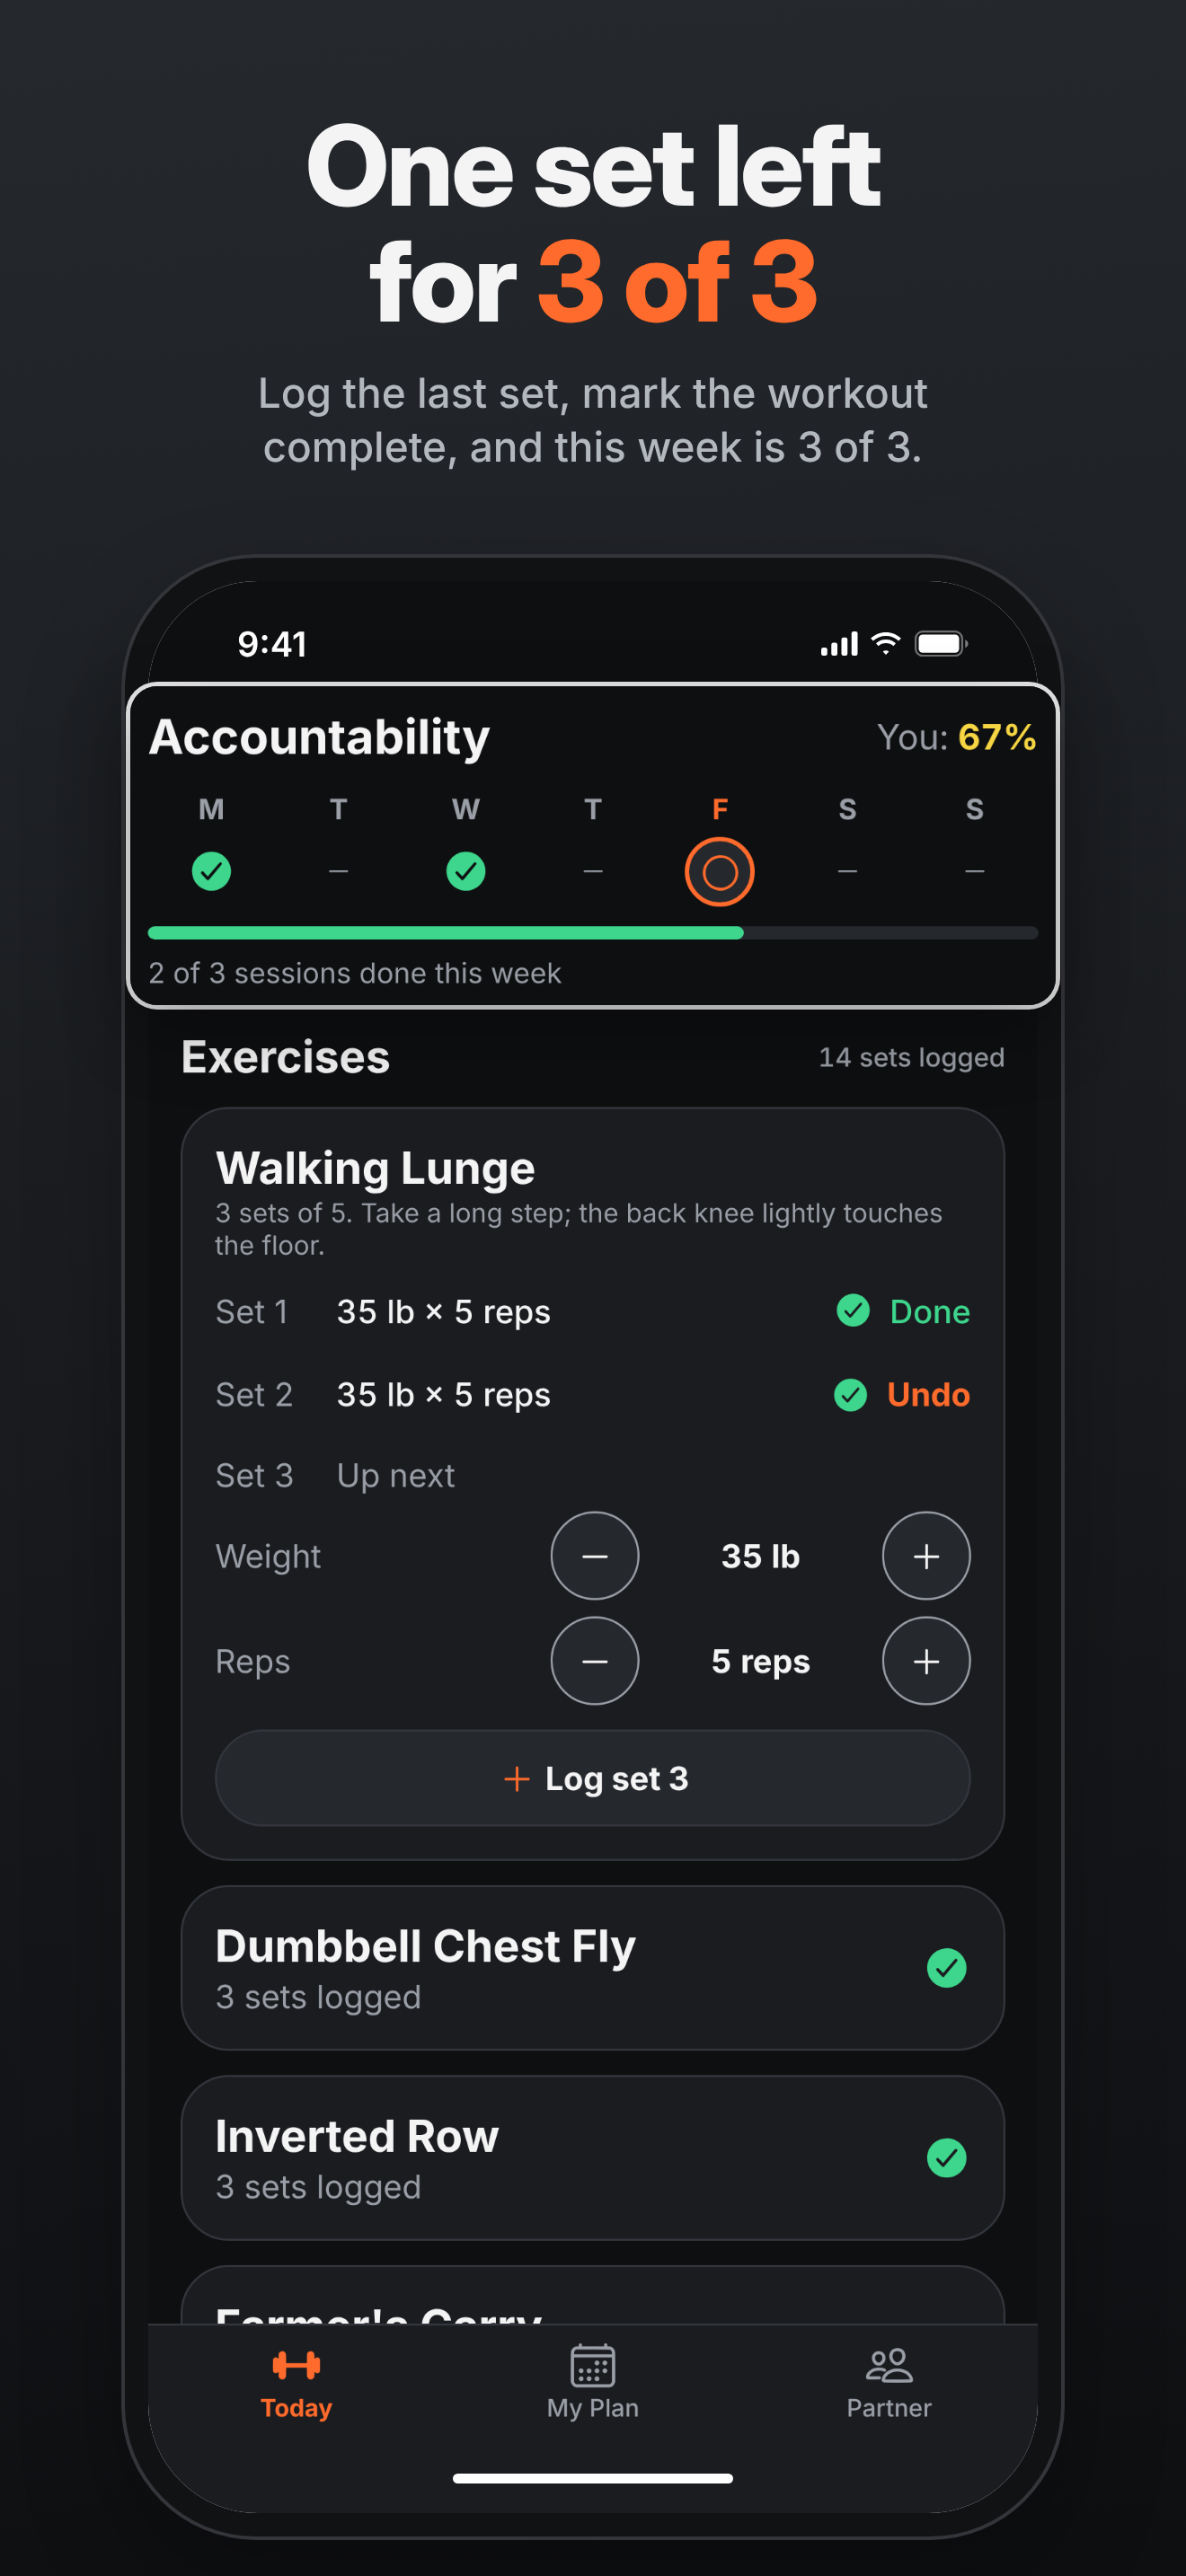 One set left
for 3 of 3
Log the last set, mark the workout
complete, and this week is 3 of 3.
9:41
Accountability You: 67%
M T W T F S S
2 of 3 sessions done this week
Exercises 14 sets logged
Walking Lunge
3 sets of 5. Take a long step; the back knee lightly touches
the floor.
Set 1 35 lb × 5 reps Done
Set 2 35 lb × 5 reps Undo
Set 3 Up next
Weight − 35 lb +
Reps − 5 reps +
+ Log set 3
Dumbbell Chest Fly
3 sets logged
Inverted Row
3 sets logged
Farmer's Carry
Today My Plan Partner